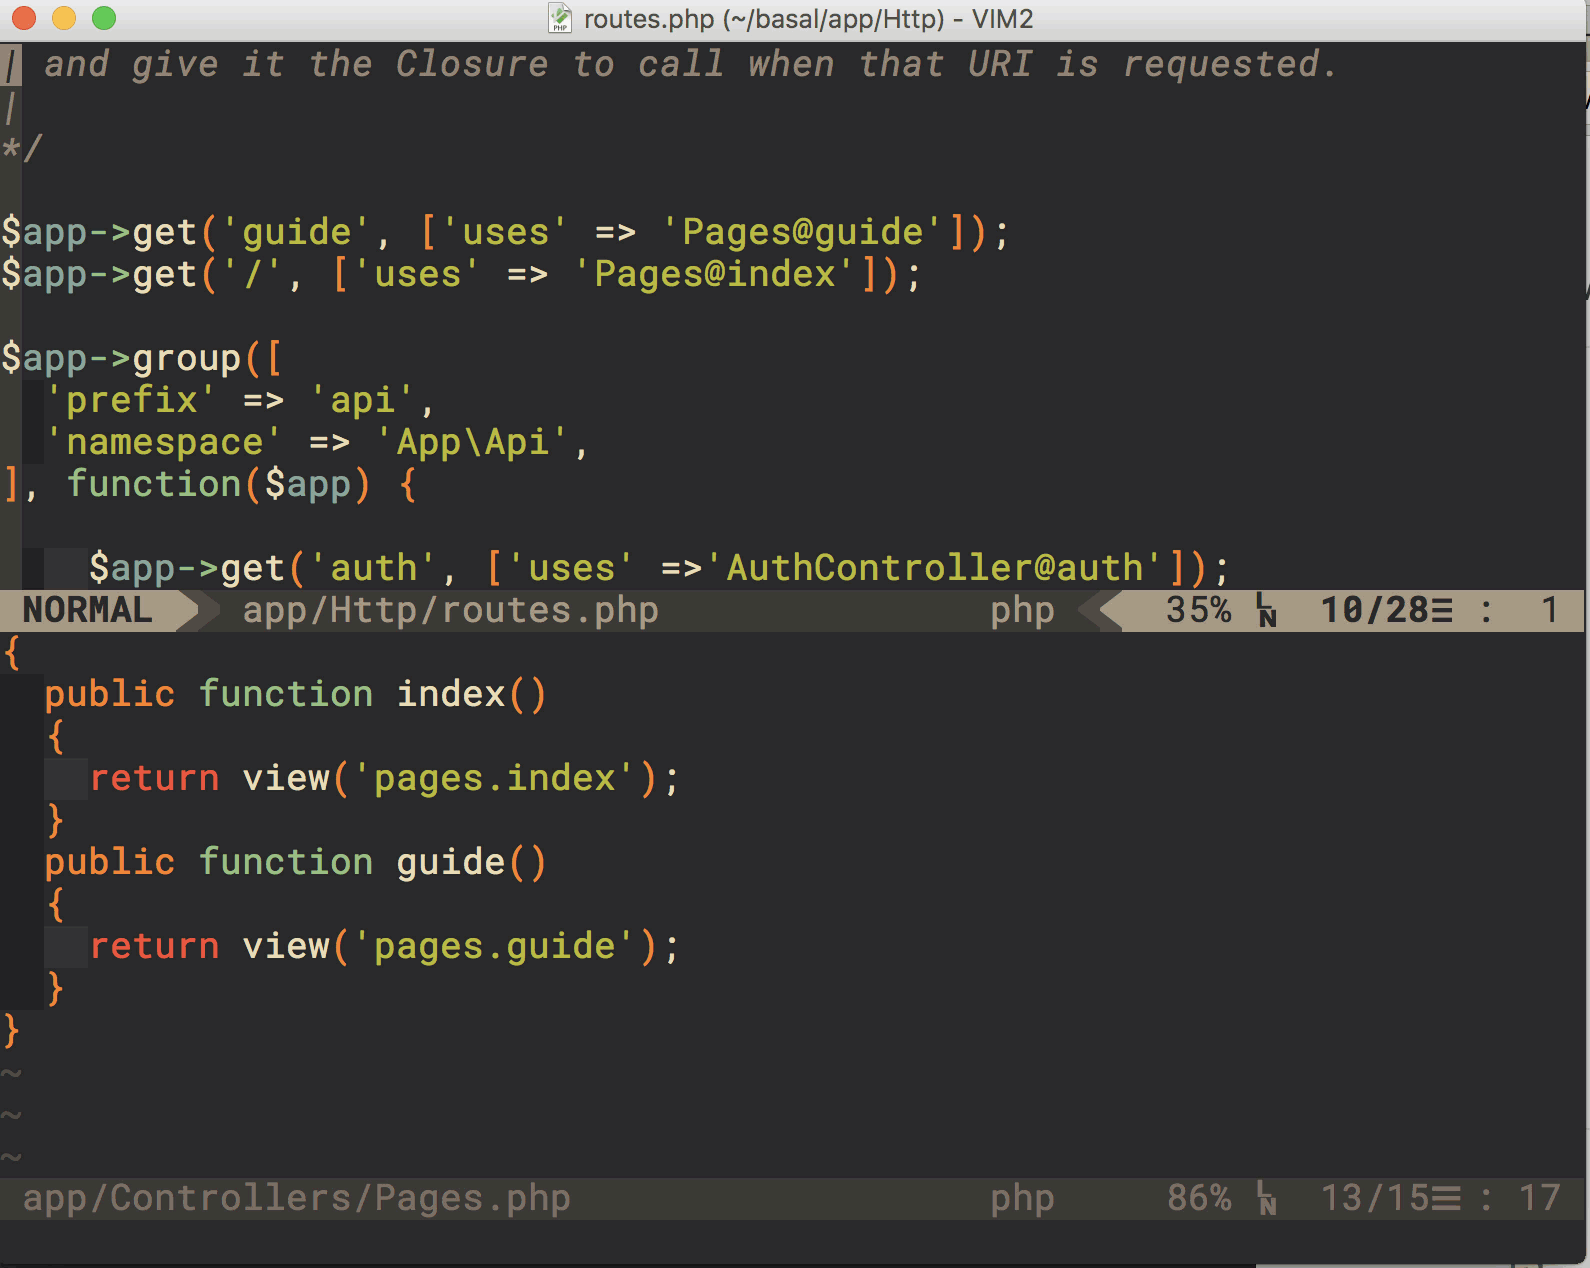 routes.php (~/basal/app/Http) - VIM2
| and give it the Closure to call when that URI is requested.
|
*/
$app->get('guide', ['uses' => 'Pages@guide']);
$app->get('/', ['uses' => 'Pages@index']);
$app->group([
'prefix' => 'api',
'namespace' => 'App\Api',
], function($app) {
$app->get('auth', ['uses' =>'AuthController@auth']);
NORMAL app/Http/routes.php php 35% LN 10/28☰ : 1
{
public function index()
{
return view('pages.index');
}
public function guide()
{
return view('pages.guide');
}
}
~
~
~
app/Controllers/Pages.php php 86% LN 13/15☰ : 17